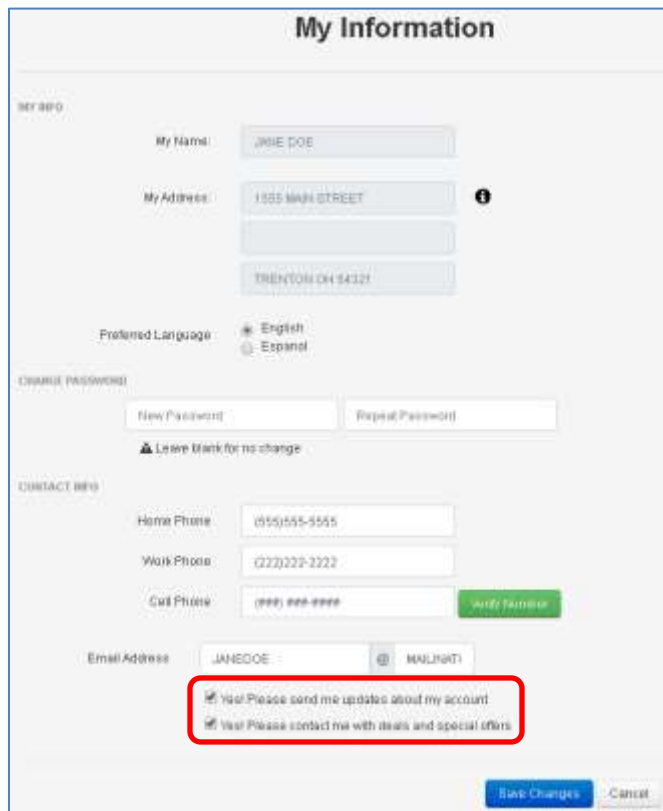 My Information
MY INFO
My Name: JANE DOE
My Address: 1555 MAIN STREET
TRENTON OH 54321
Preferred Language English
Espanol
CHANGE PASSWORD
New Password Repeat Password
Leave blank for no change
CONTACT INFO
Home Phone (555)555-5555
Work Phone (222)222-2222
Cell Phone (###) ###-####
Verify Number
Email Address JANEDOE @ MAILINATI
Yes! Please send me updates about my account
Yes! Please contact me with deals and special offers
Save Changes Cancel